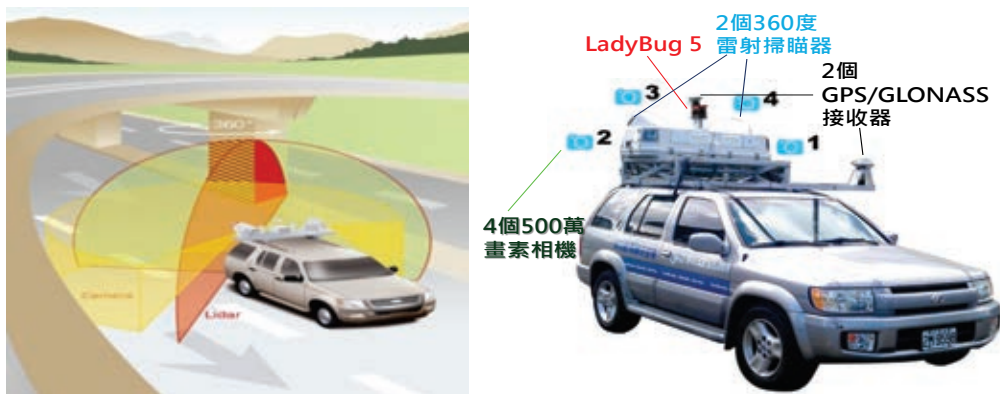 360°
Camera
Lidar
LadyBug 5
2個360度
雷射掃瞄器
2個
GPS/GLONASS
接收器
3
4
2
1
4個500萬
畫素相機